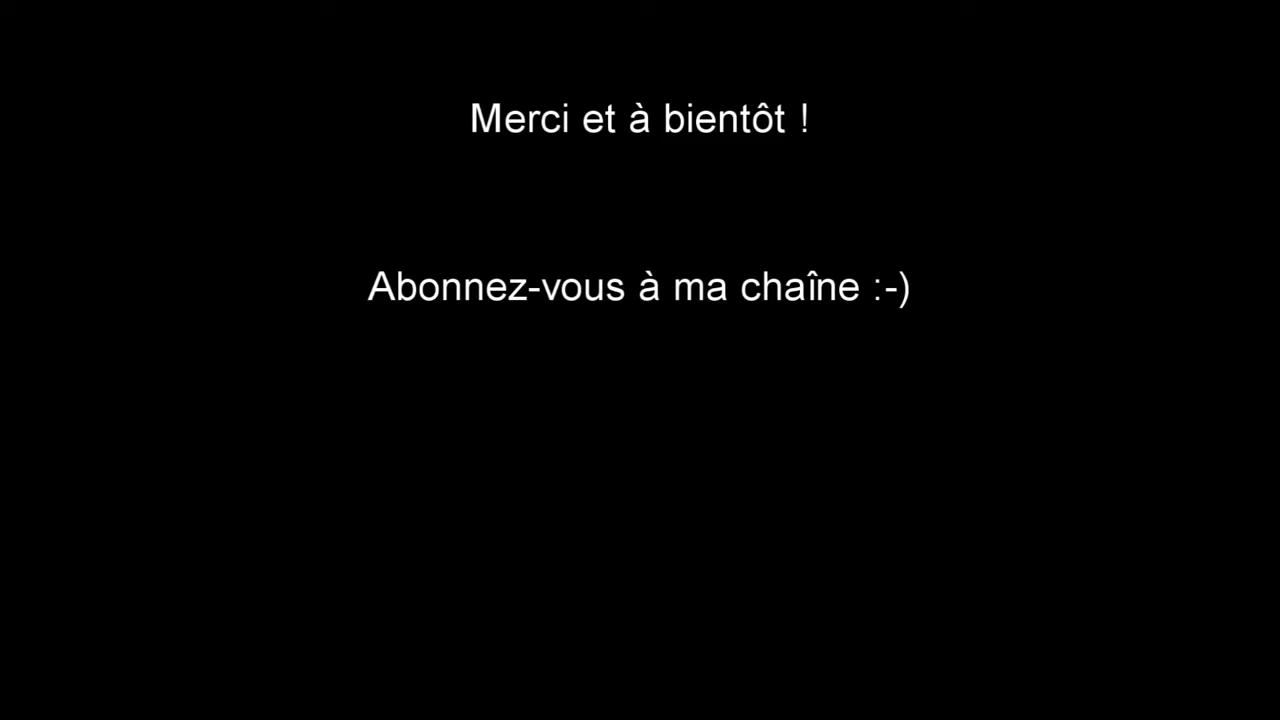 Merci et à bientôt !
Abonnez-vous à ma chaîne :-)